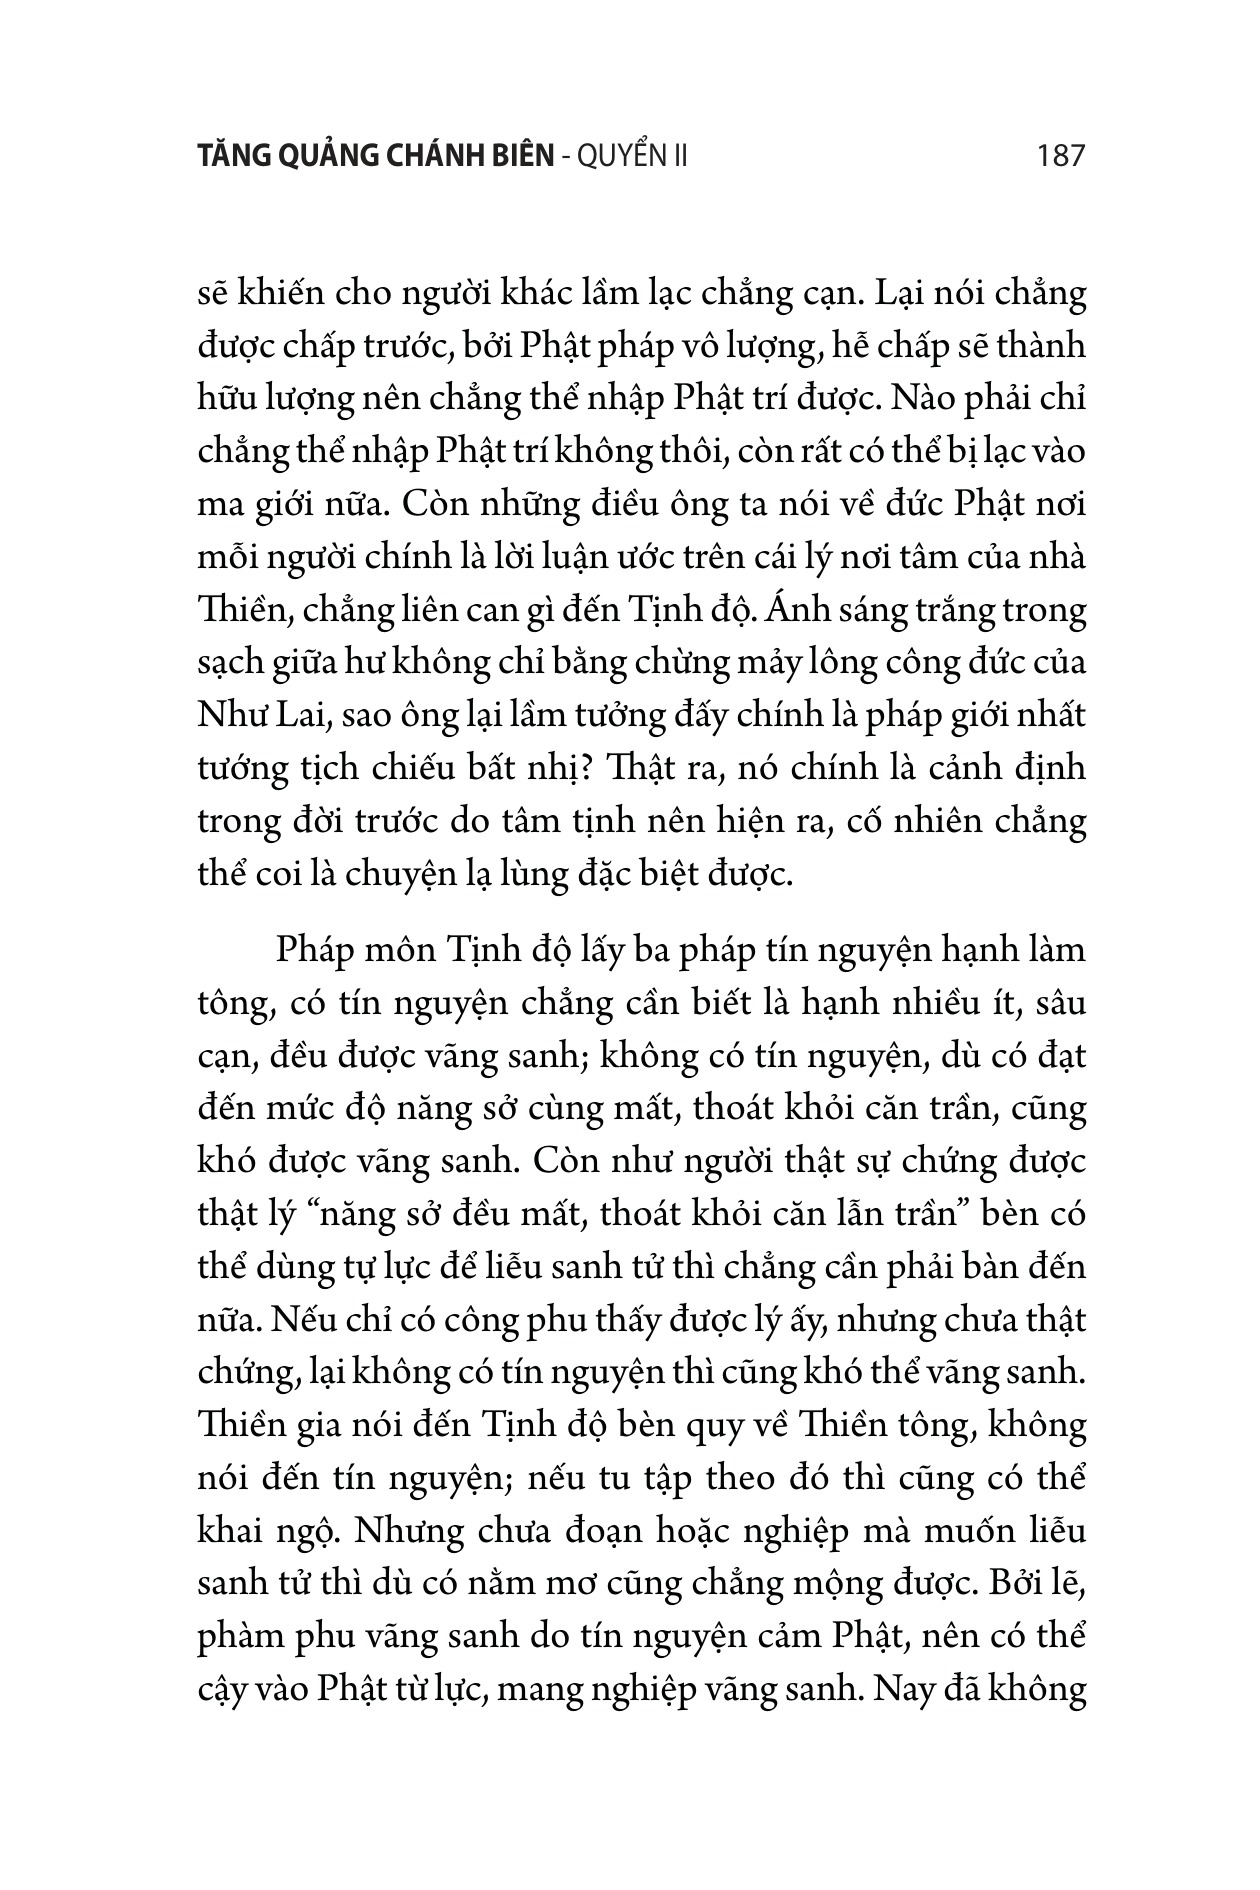 TĂNG QUẢNG CHÁNH BIÊN - QUYỂN II 187
sẽ khiến cho người khác lầm lạc chẳng cạn. Lại nói chẳng
được chấp trước, bởi Phật pháp vô lượng, hễ chấp sẽ thành
hữu lượng nên chẳng thể nhập Phật trí được. Nào phải chỉ
chẳng thể nhập Phật trí không thôi, còn rất có thể bị lạc vào
ma giới nữa. Còn những điều ông ta nói về đức Phật nơi
mỗi người chính là lời luận ước trên cái lý nơi tâm của nhà
Thiền, chẳng liên can gì đến Tịnh độ. Ánh sáng trắng trong
sạch giữa hư không chỉ bằng chừng mảy lông công đức của
Như Lai, sao ông lại lầm tưởng đấy chính là pháp giới nhất
tướng tịch chiếu bất nhị? Thật ra, nó chính là cảnh định
trong đời trước do tâm tịnh nên hiện ra, cố nhiên chẳng
thể coi là chuyện lạ lùng đặc biệt được.
Pháp môn Tịnh độ lấy ba pháp tín nguyện hạnh làm
tông, có tín nguyện chẳng cần biết là hạnh nhiều ít, sâu
cạn, đều được vãng sanh; không có tín nguyện, dù có đạt
đến mức độ năng sở cùng mất, thoát khỏi căn trần, cũng
khó được vãng sanh. Còn như người thật sự chứng được
thật lý “năng sở đều mất, thoát khỏi căn lẫn trần” bèn có
thể dùng tự lực để liễu sanh tử thì chẳng cần phải bàn đến
nữa. Nếu chỉ có công phu thấy được lý ấy, nhưng chưa thật
chứng, lại không có tín nguyện thì cũng khó thể vãng sanh.
Thiền gia nói đến Tịnh độ bèn quy về Thiền tông, không
nói đến tín nguyện; nếu tu tập theo đó thì cũng có thể
khai ngộ. Nhưng chưa đoạn hoặc nghiệp mà muốn liễu
sanh tử thì dù có nằm mơ cũng chẳng mộng được. Bởi lẽ,
phàm phu vãng sanh do tín nguyện cảm Phật, nên có thể
cậy vào Phật từ lực, mang nghiệp vãng sanh. Nay đã không